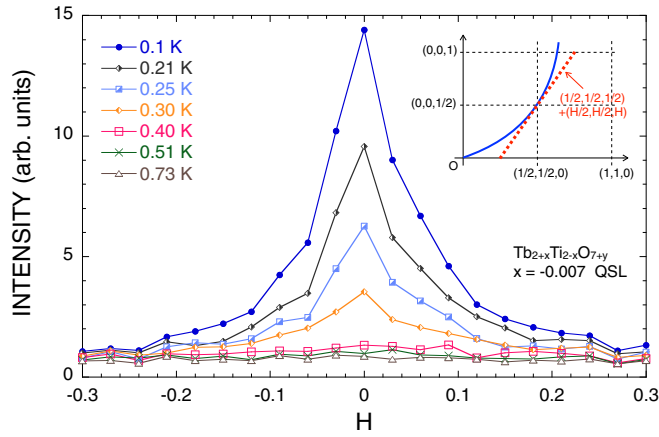 15
10
5
0
INTENSITY (arb. units)
0.1 K
0.21 K
0.25 K
0.30 K
0.40 K
0.51 K
0.73 K
(0,0,1)
(0,0,1/2)
O
(1/2,1/2,0)
(1,1,0)
(1/2,1/2,1/2)
+(H/2,H/2,H)
Tb2+xTi2-xO7+y
x = -0.007 QSL
-0.3
-0.2
-0.1
0
0.1
0.2
0.3
H